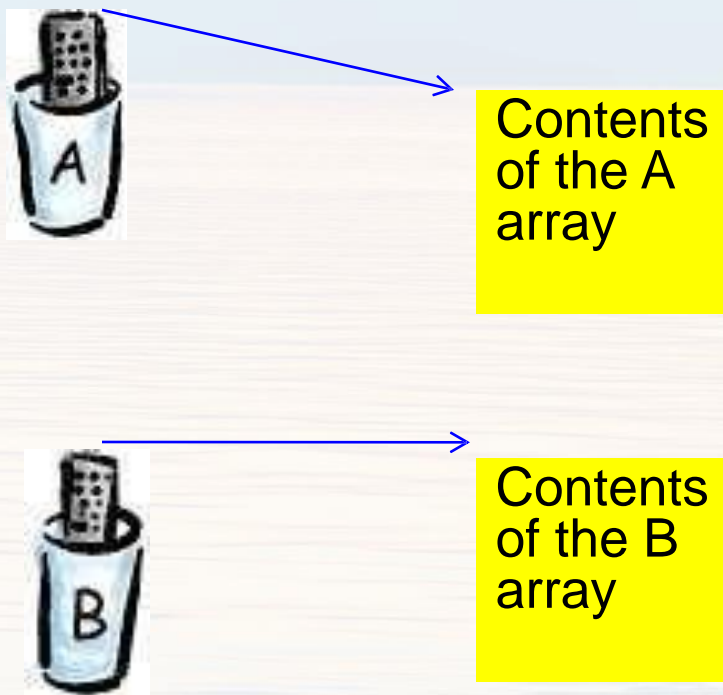 A
Contents
of the A
array
B
Contents
of the B
array